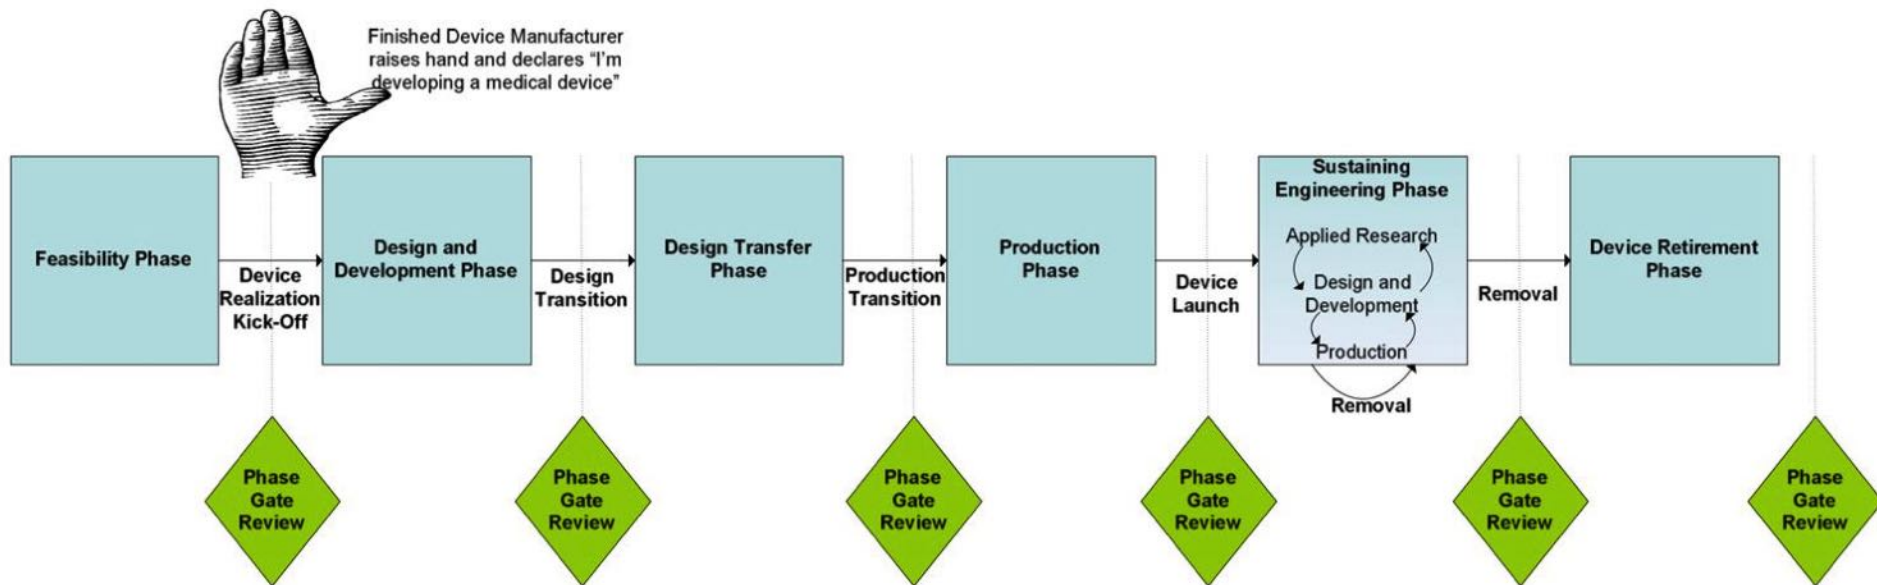 Finished Device Manufacturer
raises hand and declares “I’m
developing a medical device”
Feasibility Phase
Device
Realization
Kick-Off
Design and
Development Phase
Design
Transition
Design Transfer
Phase
Production
Transition
Production
Phase
Device
Launch
Sustaining
Engineering Phase
Applied Research
Design and
Development
Production
Removal
Removal
Device Retirement
Phase
Phase
Gate
Review
Phase
Gate
Review
Phase
Gate
Review
Phase
Gate
Review
Phase
Gate
Review
Phase
Gate
Review